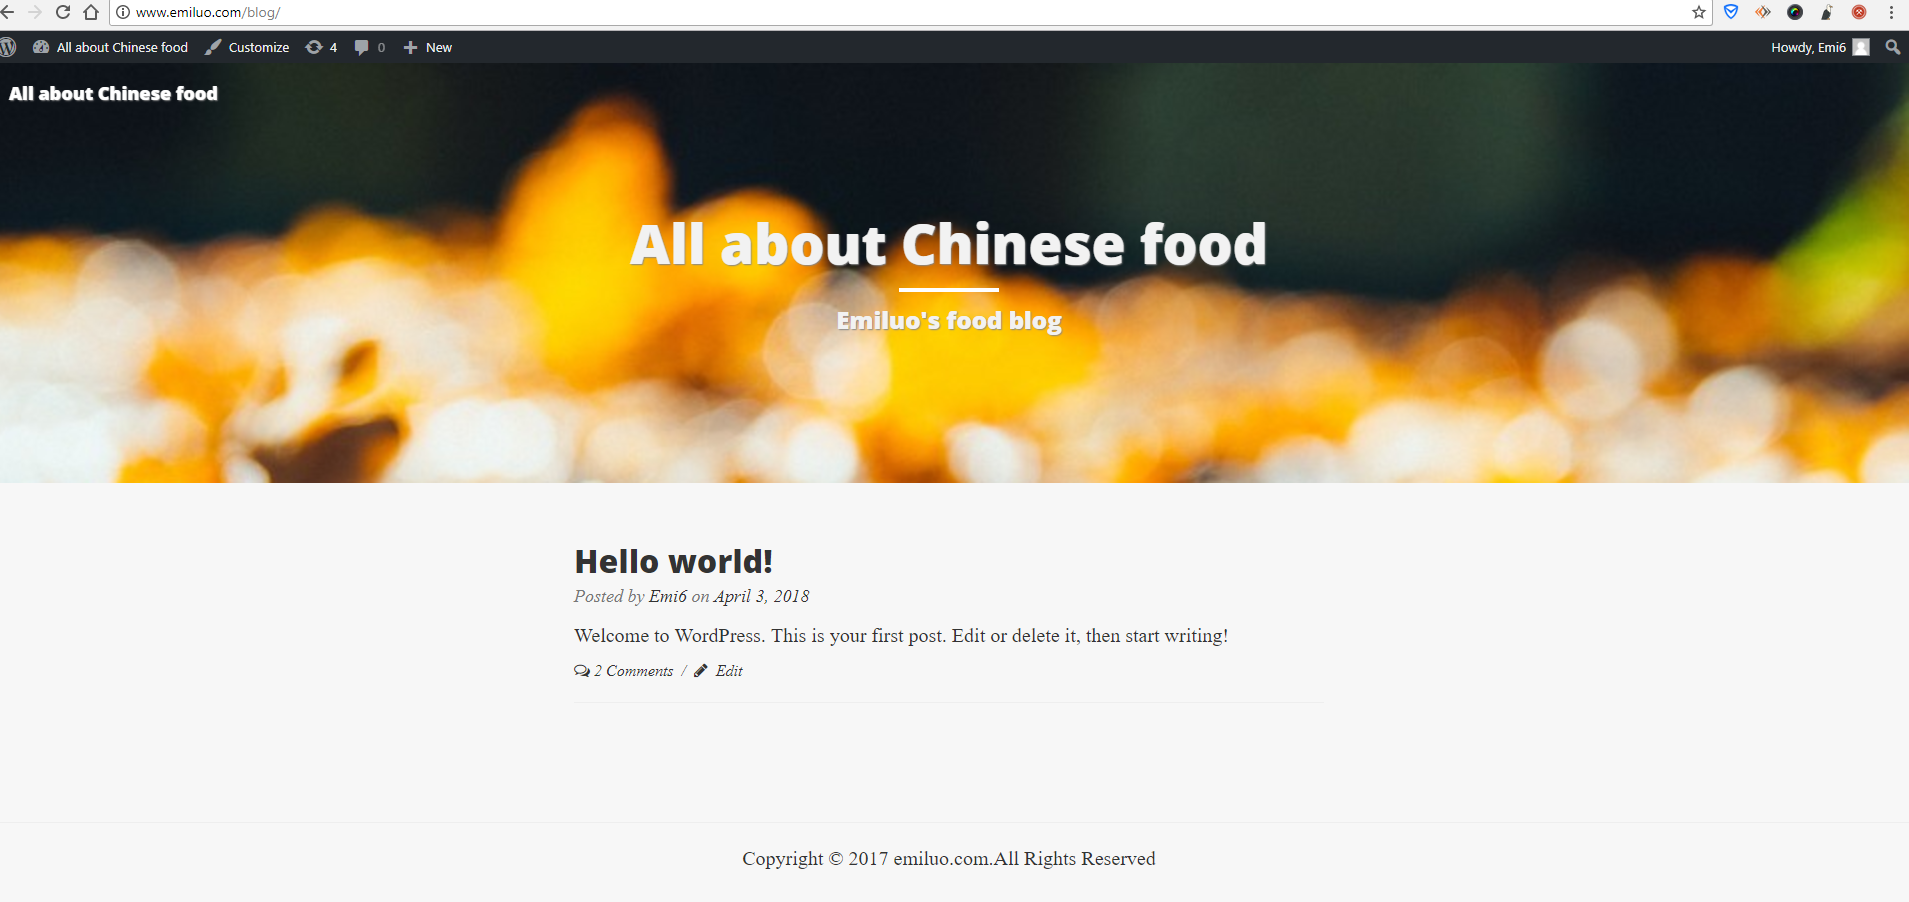 www.emiluo.com/blog/
All about Chinese food Customize 4 0 New Howdy, Emi6
All about Chinese food
All about Chinese food
Emiluo's food blog
Hello world!
Posted by Emi6 on April 3, 2018
Welcome to WordPress. This is your first post. Edit or delete it, then start writing!
2 Comments / Edit
Copyright © 2017 emiluo.com.All Rights Reserved